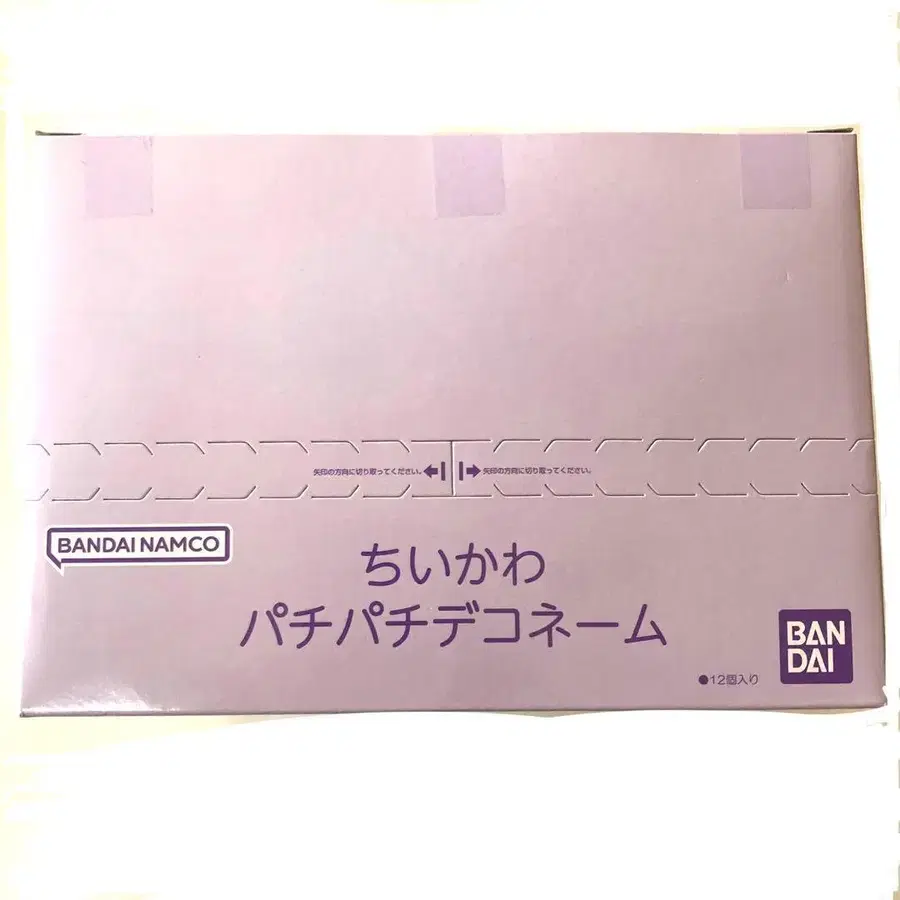 矢印の方向に切り取ってください。
矢印の方向に切り取ってください。
BANDAI NAMCO
ちいかわ
パチパチデコネーム
●12個入り
BAN
DAI